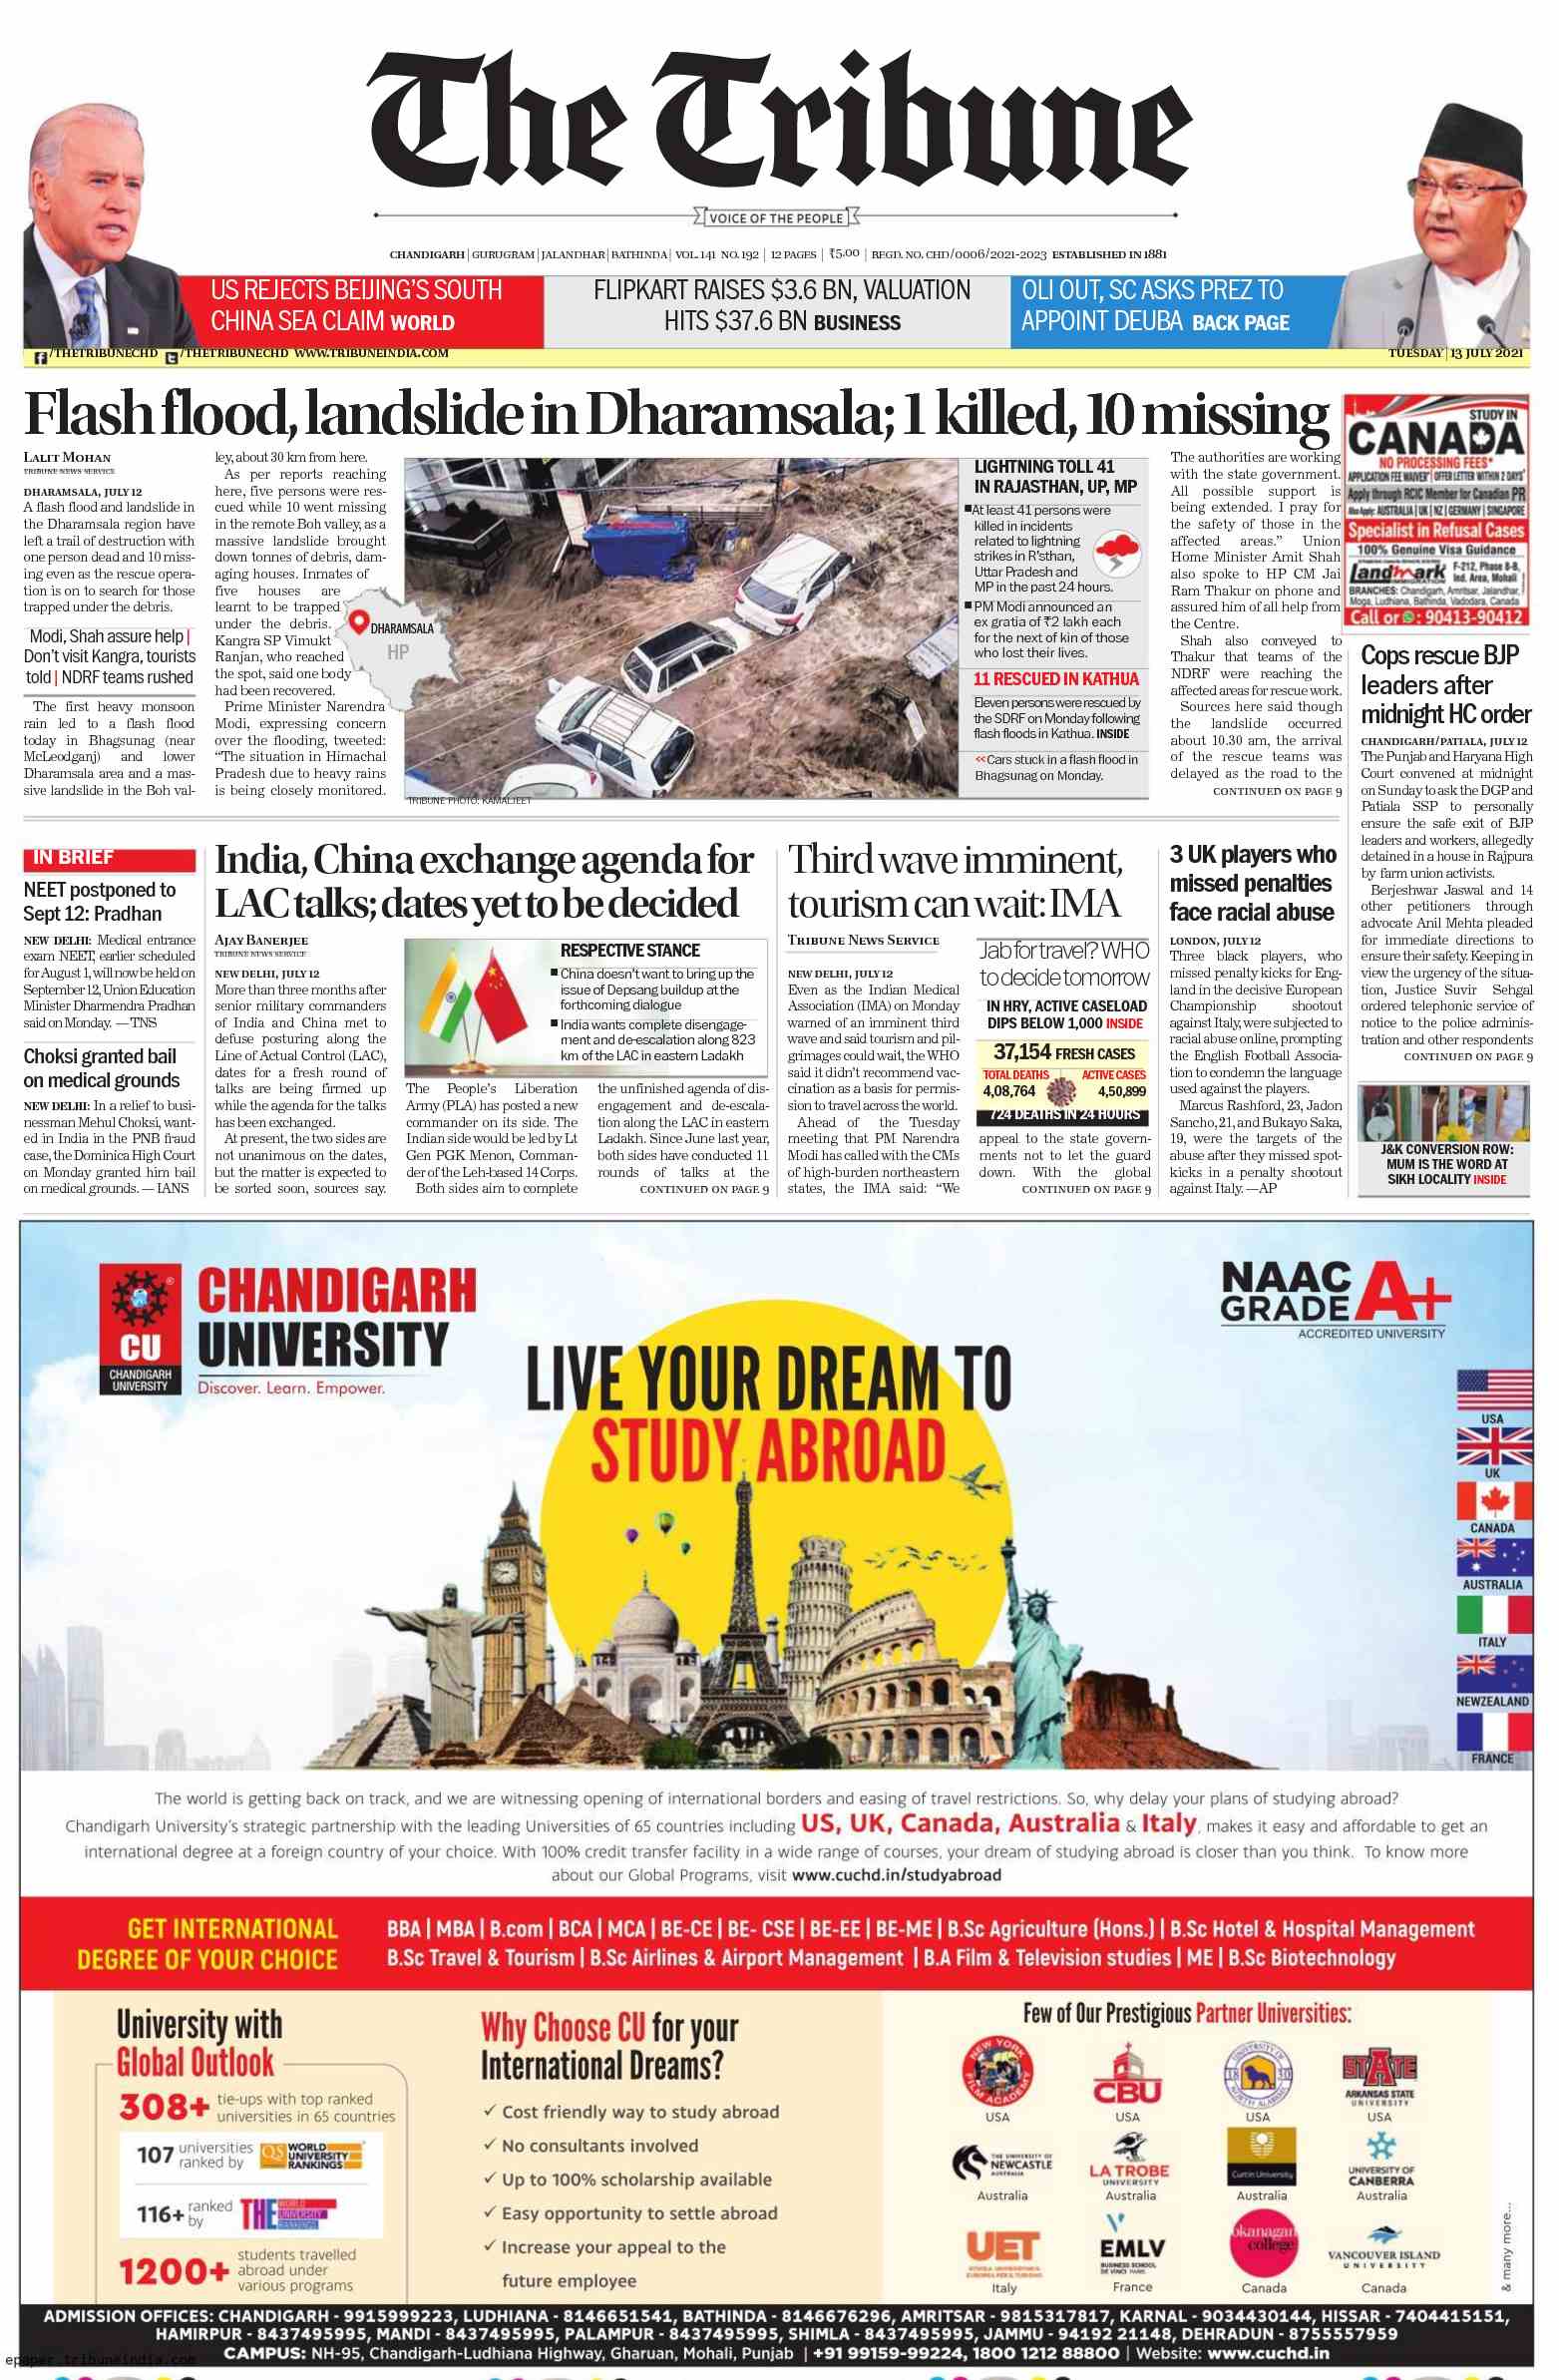 The Tribune
VOICE OF THE PEOPLE
CHANDIGARH | GURUGRAM | JALANDHAR | BATHINDA | VOL. 141 NO. 192 | 12 PAGES | ₹5.00 | REGD. NO. CHD/0006/2021-2023 ESTABLISHED IN 1881
US REJECTS BEIJING'S SOUTH
CHINA SEA CLAIM WORLD
FLIPKART RAISES $3.6 BN, VALUATION
HITS $37.6 BN BUSINESS
OLI OUT, SC ASKS PREZ TO
APPOINT DEUBA BACK PAGE
/THETRIBUNECHD /THETRIBUNECHD WWW.TRIBUNEINDIA.COM
TUESDAY | 13 JULY 2021
Flash flood, landslide in Dharamsala; 1 killed, 10 missing
LALIT MOHAN
TRIBUNE NEWS SERVICE
DHARAMSALA, JULY 12
A flash flood and landslide in
the Dharamsala region have
left a trail of destruction with
one person dead and 10 miss-
ing even as the rescue opera-
tion is on to search for those
trapped under the debris.
Modi, Shah assure help |
Don't visit Kangra, tourists
told | NDRF teams rushed
The first heavy monsoon
rain led to a flash flood
today in Bhagsunag (near
McLeodganj) and lower
Dharamsala area and a mas-
sive landslide in the Boh val-
ley, about 30 km from here.
As per reports reaching
here, five persons were res-
cued while 10 went missing
in the remote Boh valley, as a
massive landslide brought
down tonnes of debris, dam-
aging houses. Inmates of
five houses are
learnt to be trapped
under the debris.
Kangra SP Vimukt
Ranjan, who reached
the spot, said one body
had been recovered.
Prime Minister Narendra
Modi, expressing concern
over the flooding, tweeted:
"The situation in Himachal
Pradesh due to heavy rains
is being closely monitored.
DHARAMSALA
HP
TRIBUNE PHOTO: KAMALJEET
LIGHTNING TOLL 41
IN RAJASTHAN, UP, MP
■ At least 41 persons were
killed in incidents
related to lightning
strikes in R'sthan,
Uttar Pradesh and
MP in the past 24 hours.
■ PM Modi announced an
ex gratia of ₹2 lakh each
for the next of kin of those
who lost their lives.
11 RESCUED IN KATHUA
Eleven persons were rescued by
the SDRF on Monday following
flash floods in Kathua. INSIDE
«Cars stuck in a flash flood in
Bhagsunag on Monday.
The authorities are working
with the state government.
All possible support is
being extended. I pray for
the safety of those in the
affected areas." Union
Home Minister Amit Shah
also spoke to HP CM Jai
Ram Thakur on phone and
assured him of all help from
the Centre.
Shah also conveyed to
Thakur that teams of the
NDRF were reaching the
affected areas for rescue work.
Sources here said though
the landslide occurred
about 10.30 am, the arrival
of the rescue teams was
delayed as the road to the
CONTINUED ON PAGE 9
STUDY IN
CANADA
NO PROCESSING FEES*
APPLICATION FEE WAIVER* | OFFER LETTER WITHIN 2 DAYS*
Apply through RCIC Member for Canadian PR
Also Apply: AUSTRALIA | UK | NZ | GERMANY | SINGAPORE
Specialist in Refusal Cases
100% Genuine Visa Guidance
Landmark
F-212, Phase 8-B,
Ind. Area, Mohali
BRANCHES: Chandigarh, Amritsar, Jalandhar,
Moga, Ludhiana, Bathinda, Vadodara, Canada
Call or : 90413-90412
Cops rescue BJP
leaders after
midnight HC order
CHANDIGARH/PATIALA, JULY 12
The Punjab and Haryana High
Court convened at midnight
on Sunday to ask the DGP and
Patiala SSP to personally
ensure the safe exit of BJP
leaders and workers, allegedly
detained in a house in Rajpura
by farm union activists.
Berjeshwar Jaswal and 14
other petitioners through
advocate Anil Mehta pleaded
for immediate directions to
ensure their safety. Keeping in
view the urgency of the situa-
tion, Justice Suvir Sehgal
ordered telephonic service of
notice to the police adminis-
tration and other respondents
CONTINUED ON PAGE 9
J&K CONVERSION ROW:
MUM IS THE WORD AT
SIKH LOCALITY INSIDE
IN BRIEF
NEET postponed to
Sept 12: Pradhan
NEW DELHI: Medical entrance
exam NEET, earlier scheduled
for August 1, will now be held on
September 12, Union Education
Minister Dharmendra Pradhan
said on Monday. — TNS
Choksi granted bail
on medical grounds
NEW DELHI: In a relief to busi-
nessman Mehul Choksi, want-
ed in India in the PNB fraud
case, the Dominica High Court
on Monday granted him bail
on medical grounds. — IANS
India, China exchange agenda for
LAC talks; dates yet to be decided
AJAY BANERJEE
TRIBUNE NEWS SERVICE
NEW DELHI, JULY 12
More than three months after
senior military commanders
of India and China met to
defuse posturing along the
Line of Actual Control (LAC),
dates for a fresh round of
talks are being firmed up
while the agenda for the talks
has been exchanged.
At present, the two sides are
not unanimous on the dates,
but the matter is expected to
be sorted soon, sources say.
RESPECTIVE STANCE
■ China doesn't want to bring up the
issue of Depsang buildup at the
forthcoming dialogue
■ India wants complete disengage-
ment and de-escalation along 823
km of the LAC in eastern Ladakh
The People's Liberation
Army (PLA) has posted a new
commander on its side. The
Indian side would be led by Lt
Gen PGK Menon, Comman-
der of the Leh-based 14 Corps.
Both sides aim to complete
the unfinished agenda of dis-
engagement and de-escala-
tion along the LAC in eastern
Ladakh. Since June last year,
both sides have conducted 11
rounds of talks at the
CONTINUED ON PAGE 9
Third wave imminent,
tourism can wait: IMA
TRIBUNE NEWS SERVICE
NEW DELHI, JULY 12
Even as the Indian Medical
Association (IMA) on Monday
warned of an imminent third
wave and said tourism and pil-
grimages could wait, the WHO
said it didn't recommend vac-
cination as a basis for permis-
sion to travel across the world.
Ahead of the Tuesday
meeting that PM Narendra
Modi has called with the CMs
of high-burden northeastern
states, the IMA said: "We
Jab for travel? WHO
to decide tomorrow
IN HRY, ACTIVE CASELOAD
DIPS BELOW 1,000 INSIDE
37,154 FRESH CASES
TOTAL DEATHS ACTIVE CASES
4,08,764 4,50,899
724 DEATHS IN 24 HOURS
appeal to the state govern-
ments not to let the guard
down. With the global
CONTINUED ON PAGE 9
3 UK players who
missed penalties
face racial abuse
LONDON, JULY 12
Three black players, who
missed penalty kicks for Eng-
land in the decisive European
Championship shootout
against Italy, were subjected to
racial abuse online, prompting
the English Football Associa-
tion to condemn the language
used against the players.
Marcus Rashford, 23, Jadon
Sancho, 21, and Bukayo Saka,
19, were the targets of the
abuse after they missed spot-
kicks in a penalty shootout
against Italy. —AP
CU
CHANDIGARH
UNIVERSITY
CHANDIGARH
UNIVERSITY
Discover. Learn. Empower.
NAAC
GRADE A+
ACCREDITED UNIVERSITY
LIVE YOUR DREAM TO
STUDY ABROAD
USA
UK
CANADA
AUSTRALIA
ITALY
NEWZEALAND
FRANCE
The world is getting back on track, and we are witnessing opening of international borders and easing of travel restrictions. So, why delay your plans of studying abroad?
Chandigarh University's strategic partnership with the leading Universities of 65 countries including US, UK, Canada, Australia & Italy, makes it easy and affordable to get an
international degree at a foreign country of your choice. With 100% credit transfer facility in a wide range of courses, your dream of studying abroad is closer than you think. To know more
about our Global Programs, visit www.cuchd.in/studyabroad
GET INTERNATIONAL
DEGREE OF YOUR CHOICE
BBA | MBA | B.com | BCA | MCA | BE-CE | BE- CSE | BE-EE | BE-ME | B.Sc Agriculture (Hons.) | B.Sc Hotel & Hospital Management
B.Sc Travel & Tourism | B.Sc Airlines & Airport Management | B.A Film & Television studies | ME | B.Sc Biotechnology
University with
Global Outlook
308+ tie-ups with top ranked
universities in 65 countries
107 universities
ranked by
QS WORLD
UNIVERSITY
RANKINGS
116+ ranked
by
THE WORLD
UNIVERSITY
RANKINGS
1200+ students travelled
abroad under
various programs
Why Choose CU for your
International Dreams?
✓ Cost friendly way to study abroad
✓ No consultants involved
✓ Up to 100% scholarship available
✓ Easy opportunity to settle abroad
✓ Increase your appeal to the
future employee
Few of Our Prestigious Partner Universities:
NEW YORK
FILM ACADEMY
USA
CBU
USA
UNIVERSITY OF
NORTH ALABAMA
1830
USA
STATE
ARKANSAS STATE
UNIVERSITY
USA
THE UNIVERSITY OF
NEWCASTLE
AUSTRALIA
Australia
LA TROBE
UNIVERSITY
Australia
Curtin University
Australia
UNIVERSITY OF
CANBERRA
Australia
UET
Italy
EMLV
BUSINESS SCHOOL
DE VINCI PARIS
France
okanagan
college
Canada
VANCOUVER ISLAND
UNIVERSITY
Canada
& many more...
ADMISSION OFFICES: CHANDIGARH - 9915999223, LUDHIANA - 8146651541, BATHINDA - 8146676296, AMRITSAR - 9815317817, KARNAL - 9034430144, HISSAR - 7404415151,
HAMIRPUR - 8437495995, MANDI - 8437495995, PALAMPUR - 8437495995, SHIMLA - 8437495995, JAMMU - 94192 21148, DEHRADUN - 8755557959
CAMPUS: NH-95, Chandigarh-Ludhiana Highway, Gharuan, Mohali, Punjab | +91 99159-99224, 1800 1212 88800 | Website: www.cuchd.in
epaper.tribuneindia.com